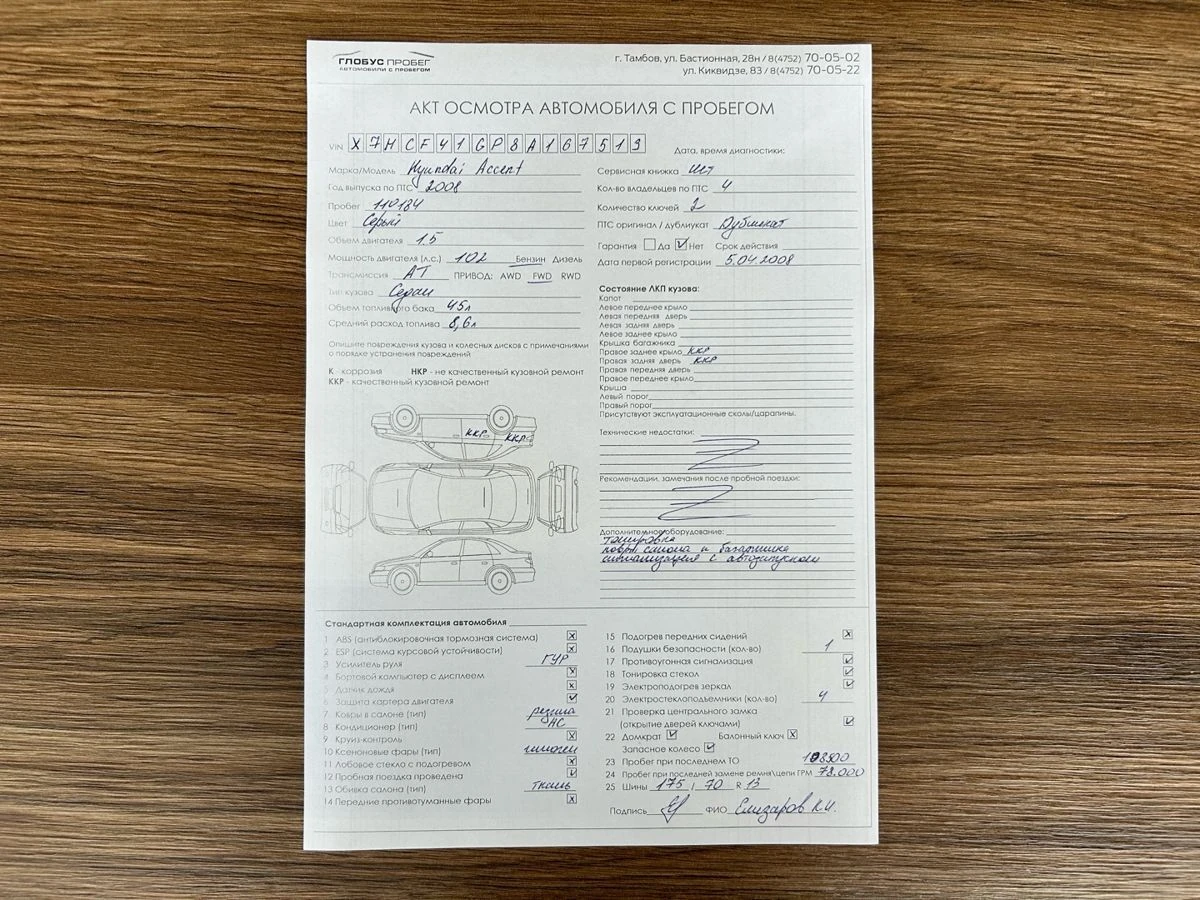 ГЛОБУС ПРОБЕГ
АВТОМОБИЛИ С ПРОБЕГОМ
г. Тамбов, ул. Бастионная, 28н / 8(4752) 70-05-02
ул. Киквидзе, 83 / 8(4752) 70-05-22
АКТ ОСМОТРА АВТОМОБИЛЯ С ПРОБЕГОМ
VIN X7HCF41GP8A167519
Дата, время диагностики:
Марка/Модель Hyundai Accent
Год выпуска по ПТС 2008
Пробег 110134
Цвет Серый
Объем двигателя 1.5
Мощность двигателя (л.с.) 102 Бензин Дизель
Трансмиссия АТ ПРИВОД: AWD FWD RWD
Тип кузова Седан
Объем топливного бака 45л
Средний расход топлива 8,6л
Сервисная книжка нет
Кол-во владельцев по ПТС 4
Количество ключей 2
ПТС оригинал / дубликат Дубликат
Гарантия Да ✓ Нет Срок действия
Дата первой регистрации 5.04.2008
Опишите повреждения кузова и колесных дисков с примечаниями
о порядке устранения повреждений
К - коррозия НКР - не качественный кузовной ремонт
ККР - качественный кузовной ремонт
ККР ККР
Состояние ЛКП кузова:
Капот
Левое переднее крыло
Левая передняя дверь
Левая задняя дверь
Левое заднее крыло
Крышка багажника
Правое заднее крыло ККР
Правая задняя дверь ККР
Правая передняя дверь
Правое переднее крыло
Крыша
Левый порог
Правый порог
Присутствуют эксплуатационные сколы/царапины.
Технические недостатки:
Рекомендации, замечания после пробной поездки:
Дополнительное оборудование:
тонировка
ковры салона и багажника
сигнализация с автозапуском
Стандартная комплектация автомобиля
1 ABS (антиблокировочная тормозная система) X
2 ESP (система курсовой устойчивости) X
3 Усилитель руля ГУР
4 Бортовой компьютер с дисплеем X
5 Датчик дождя X
6 Защита картера двигателя ✓
7 Ковры в салоне (тип) резина
8 Кондиционер (тип) АС
9 Круиз-контроль X
10 Ксеноновые фары (тип) галоген
11 Лобовое стекло с подогревом X
12 Пробная поездка проведена ✓
13 Обивка салона (тип) ткань
14 Передние противотуманные фары X
15 Подогрев передних сидений X
16 Подушки безопасности (кол-во) 1
17 Противоугонная сигнализация ✓
18 Тонировка стекол ✓
19 Электроподогрев зеркал ✓
20 Электростеклоподъемники (кол-во) 4
21 Проверка центрального замка
(открытие дверей ключами) ✓
22 Домкрат ✓ Балонный ключ X
Запасное колесо ✓
23 Пробег при последнем ТО 108500
24 Пробег при последней замене ремня\цепи ГРМ 78.000
25 Шины 175 / 70 R 13
Подпись ФИО Елизаров К.И.